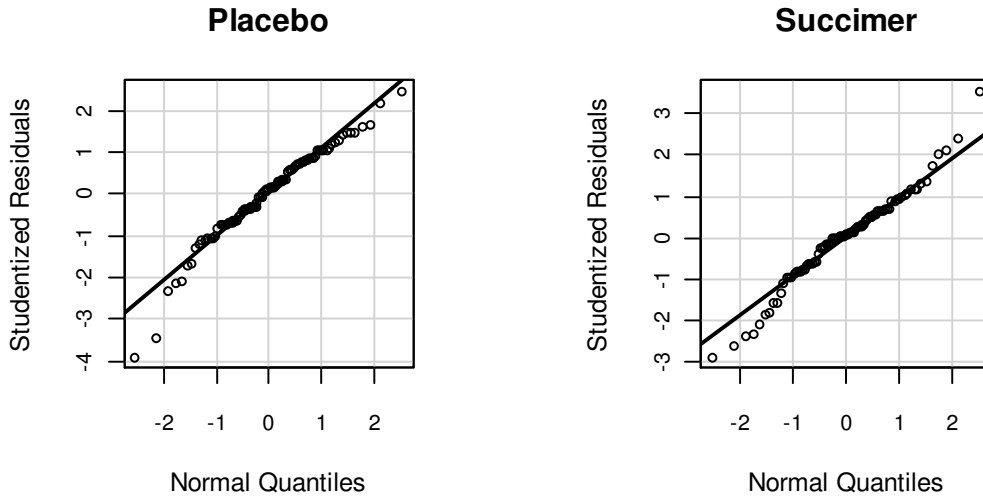 Placebo
Studentized Residuals
2
1
0
-1
-2
-3
-4
-2 -1 0 1 2
Normal Quantiles
Succimer
Studentized Residuals
3
2
1
0
-1
-2
-3
-2 -1 0 1 2
Normal Quantiles